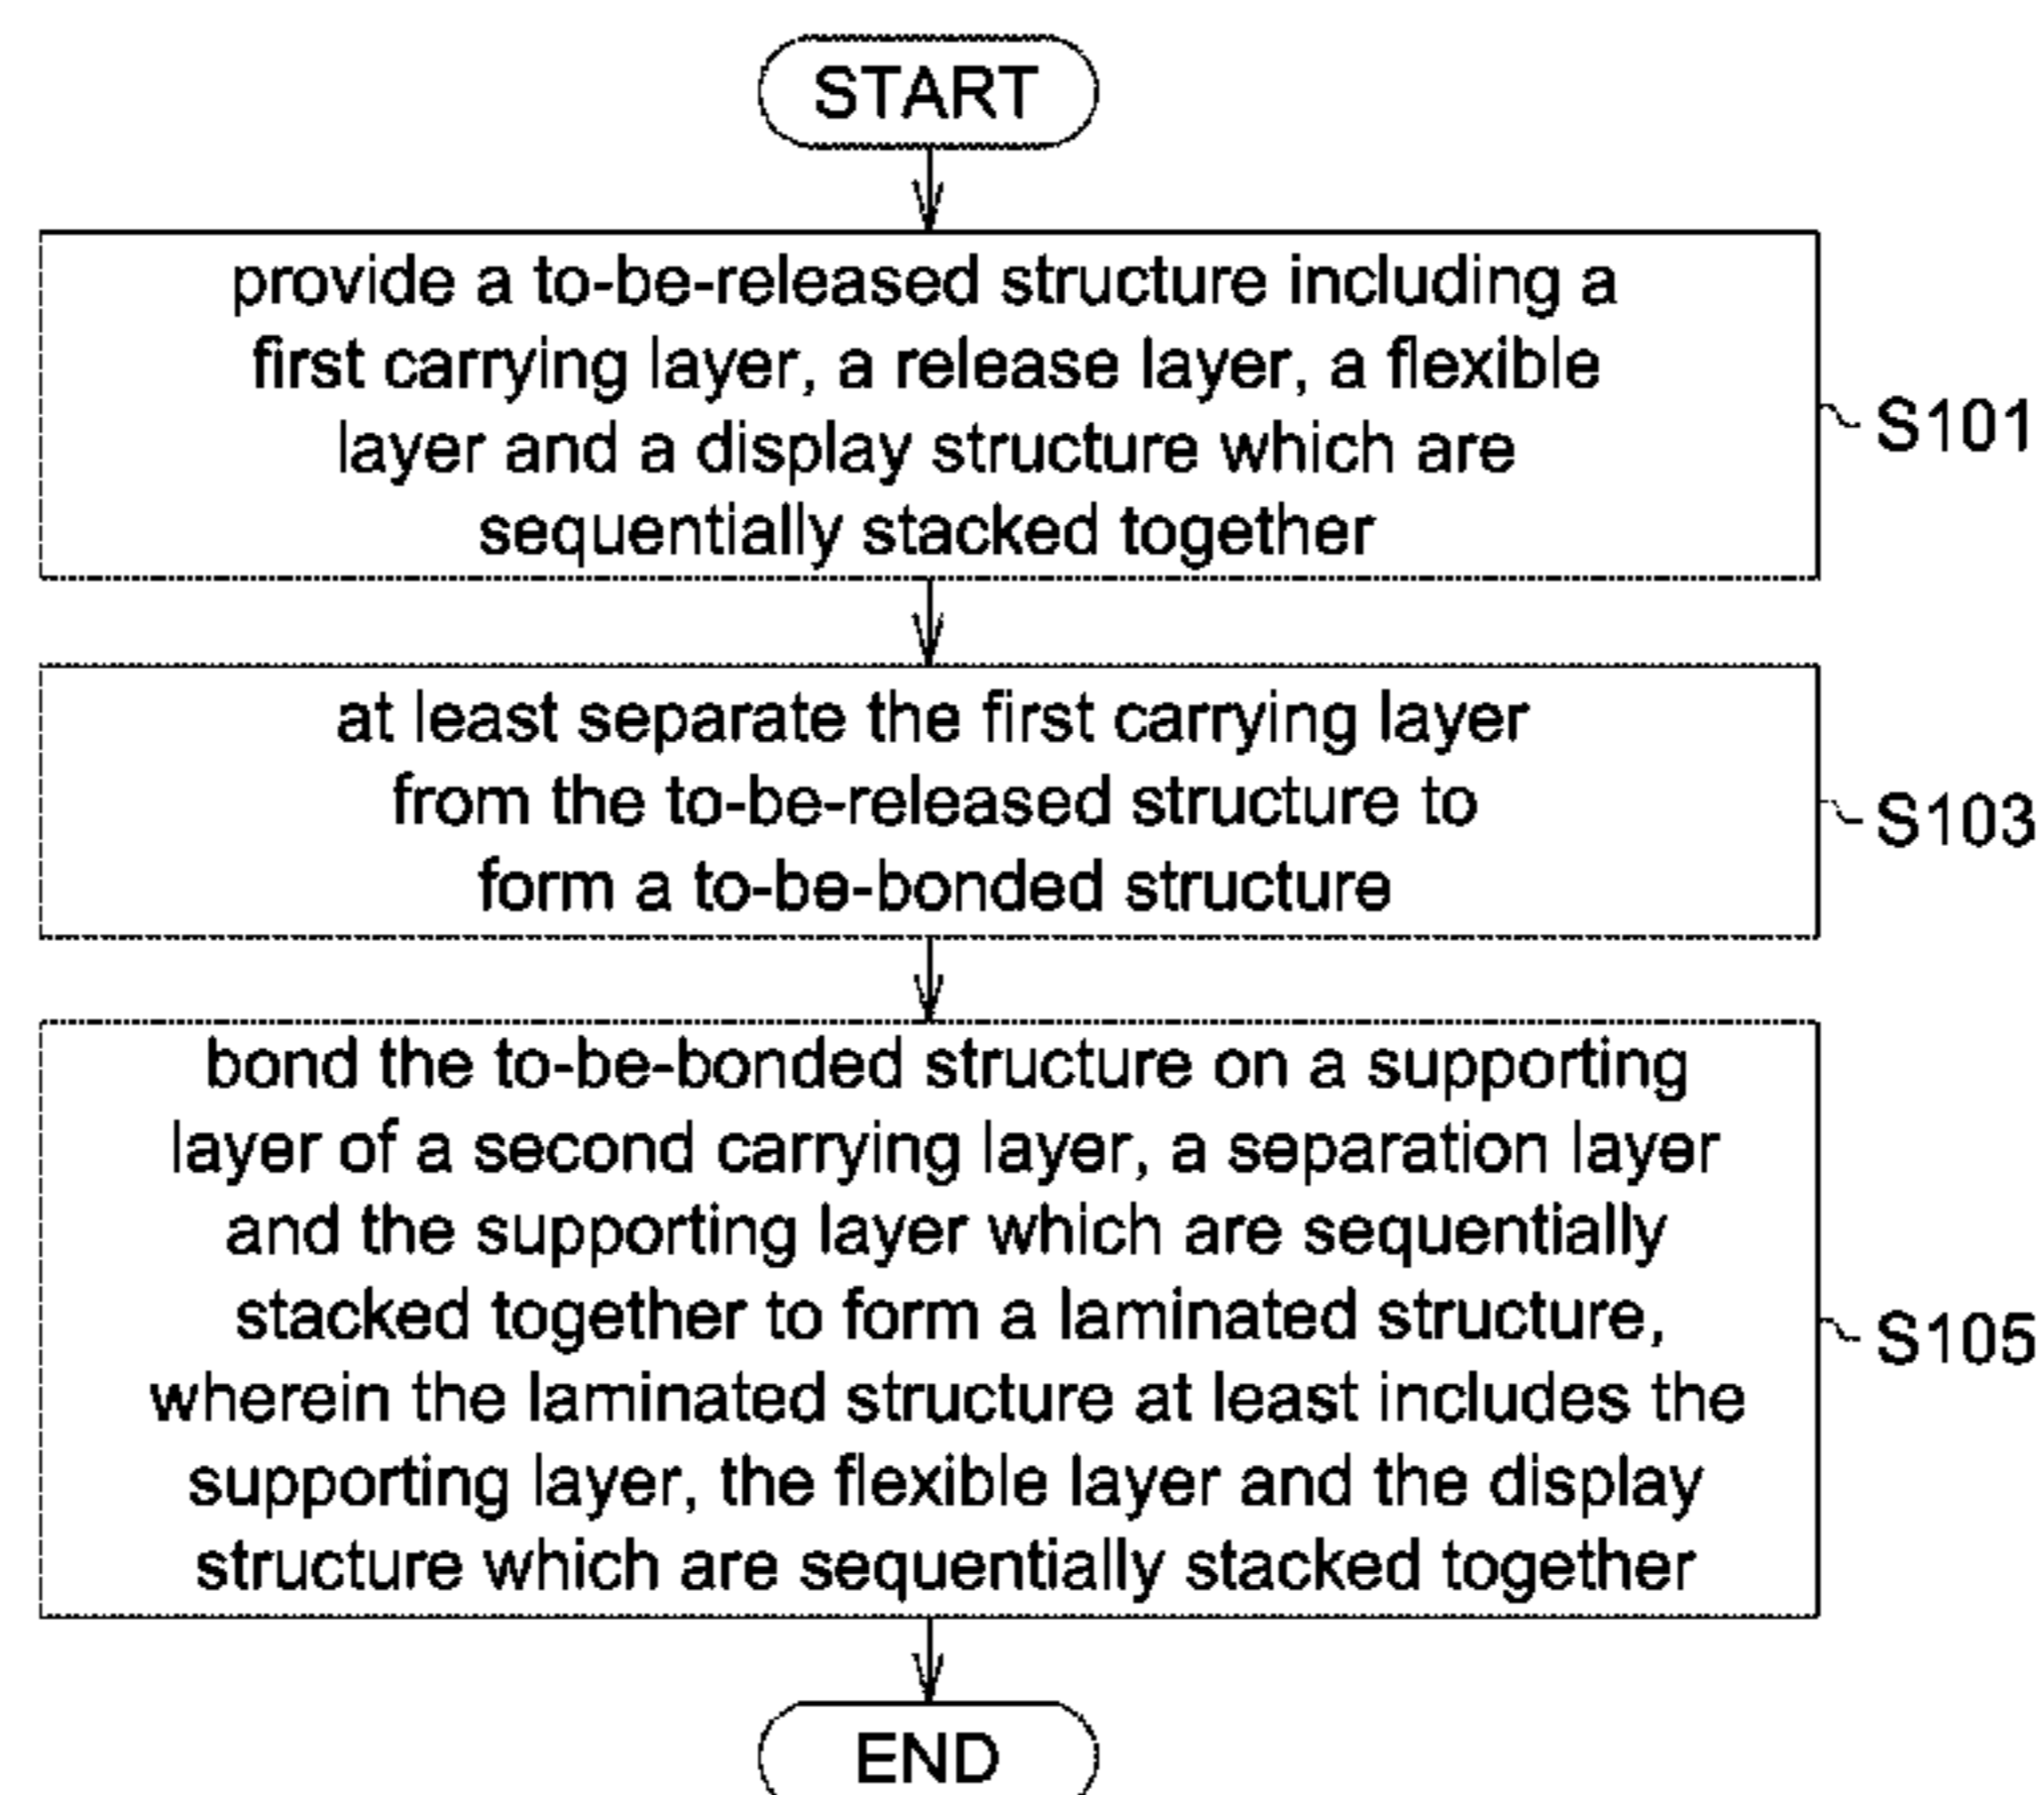 START
provide a to-be-released structure including a
first carrying layer, a release layer, a flexible
layer and a display structure which are
sequentially stacked together
S101
at least separate the first carrying layer
from the to-be-released structure to
form a to-be-bonded structure
S103
bond the to-be-bonded structure on a supporting
layer of a second carrying layer, a separation layer
and the supporting layer which are sequentially
stacked together to form a laminated structure,
wherein the laminated structure at least includes the
supporting layer, the flexible layer and the display
structure which are sequentially stacked together
S105
END